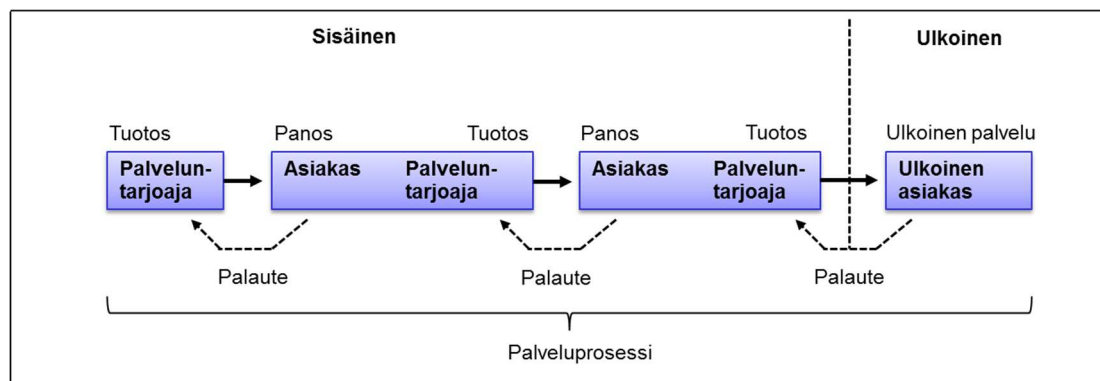 Sisäinen
Ulkoinen
Tuotos
Panos
Tuotos
Panos
Tuotos
Ulkoinen palvelu
Palvelun-
tarjoaja
Asiakas
Palvelun-
tarjoaja
Asiakas
Palvelun-
tarjoaja
Ulkoinen
asiakas
Palaute
Palaute
Palaute
Palveluprosessi